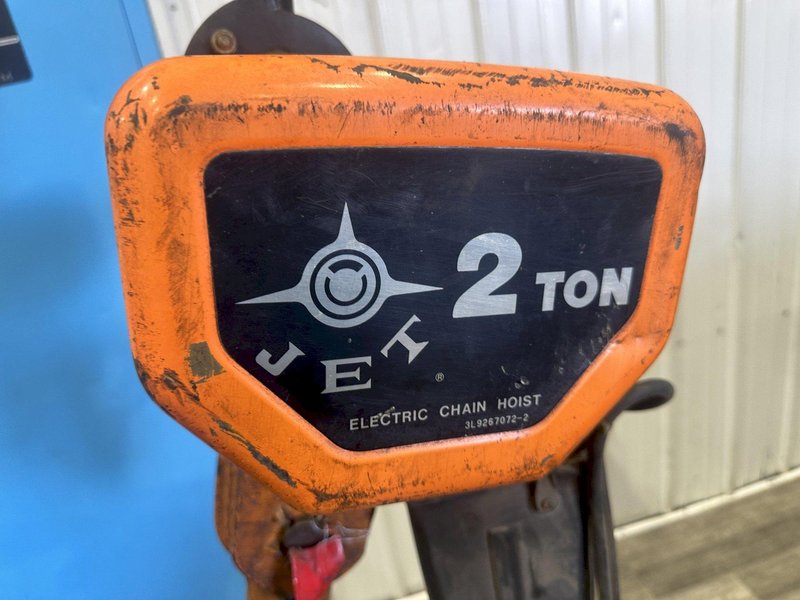 2 TON
JET
®
ELECTRIC CHAIN HOIST
3L9267072-2